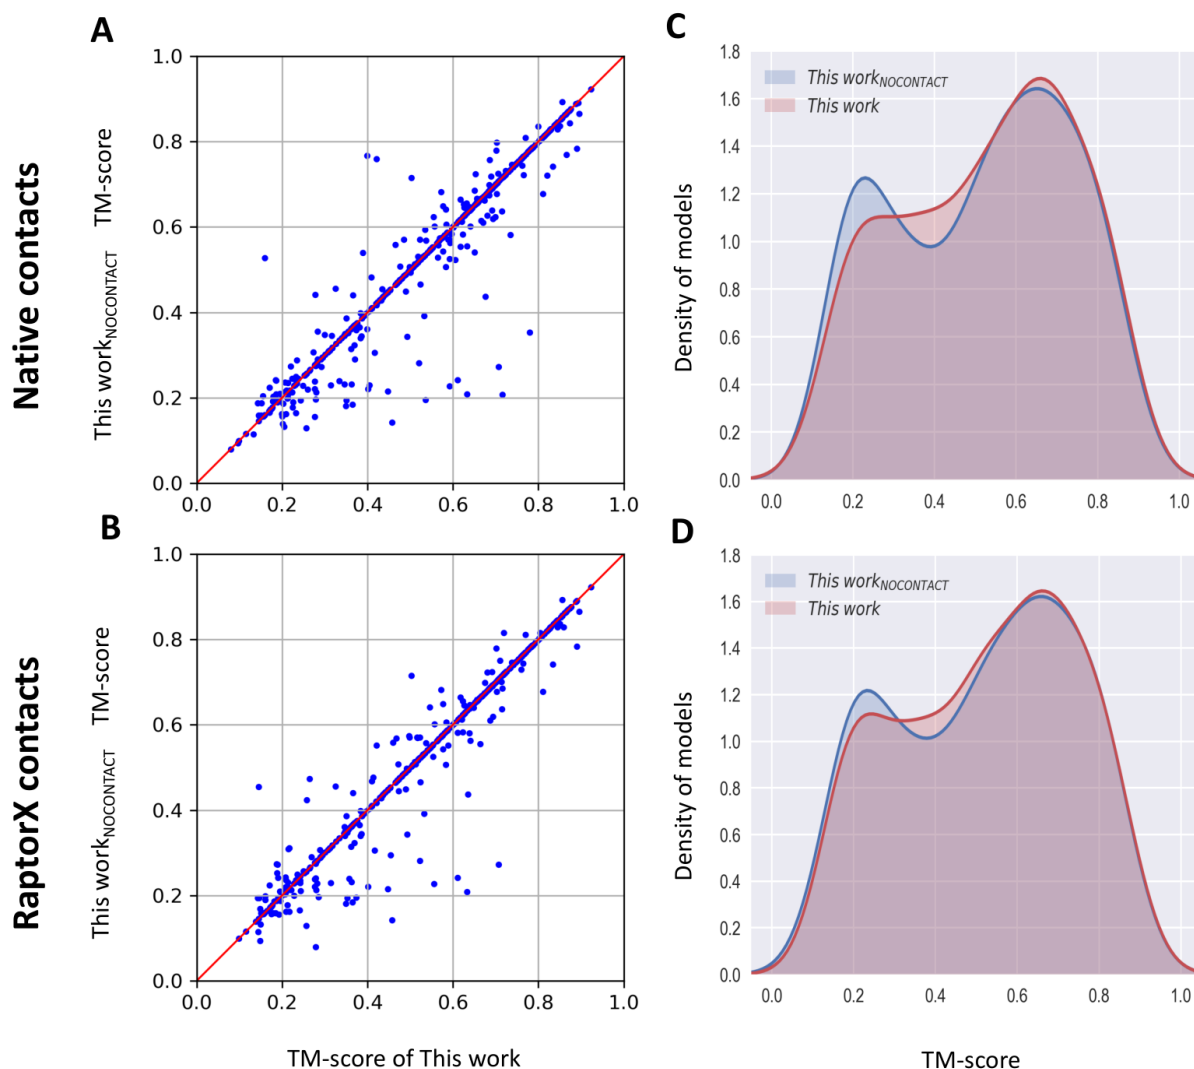 A
Native contacts
This work_NOCONTACT TM-score
1.0
0.8
0.6
0.4
0.2
0.0
0.0 0.2 0.4 0.6 0.8 1.0
C
Density of models
1.8
1.6
1.4
1.2
1.0
0.8
0.6
0.4
0.2
0.0
This work_NOCONTACT
This work
0.0 0.2 0.4 0.6 0.8 1.0
B
RaptorX contacts
This work_NOCONTACT TM-score
1.0
0.8
0.6
0.4
0.2
0.0
0.0 0.2 0.4 0.6 0.8 1.0
TM-score of This work
D
Density of models
1.8
1.6
1.4
1.2
1.0
0.8
0.6
0.4
0.2
0.0
This work_NOCONTACT
This work
0.0 0.2 0.4 0.6 0.8 1.0
TM-score